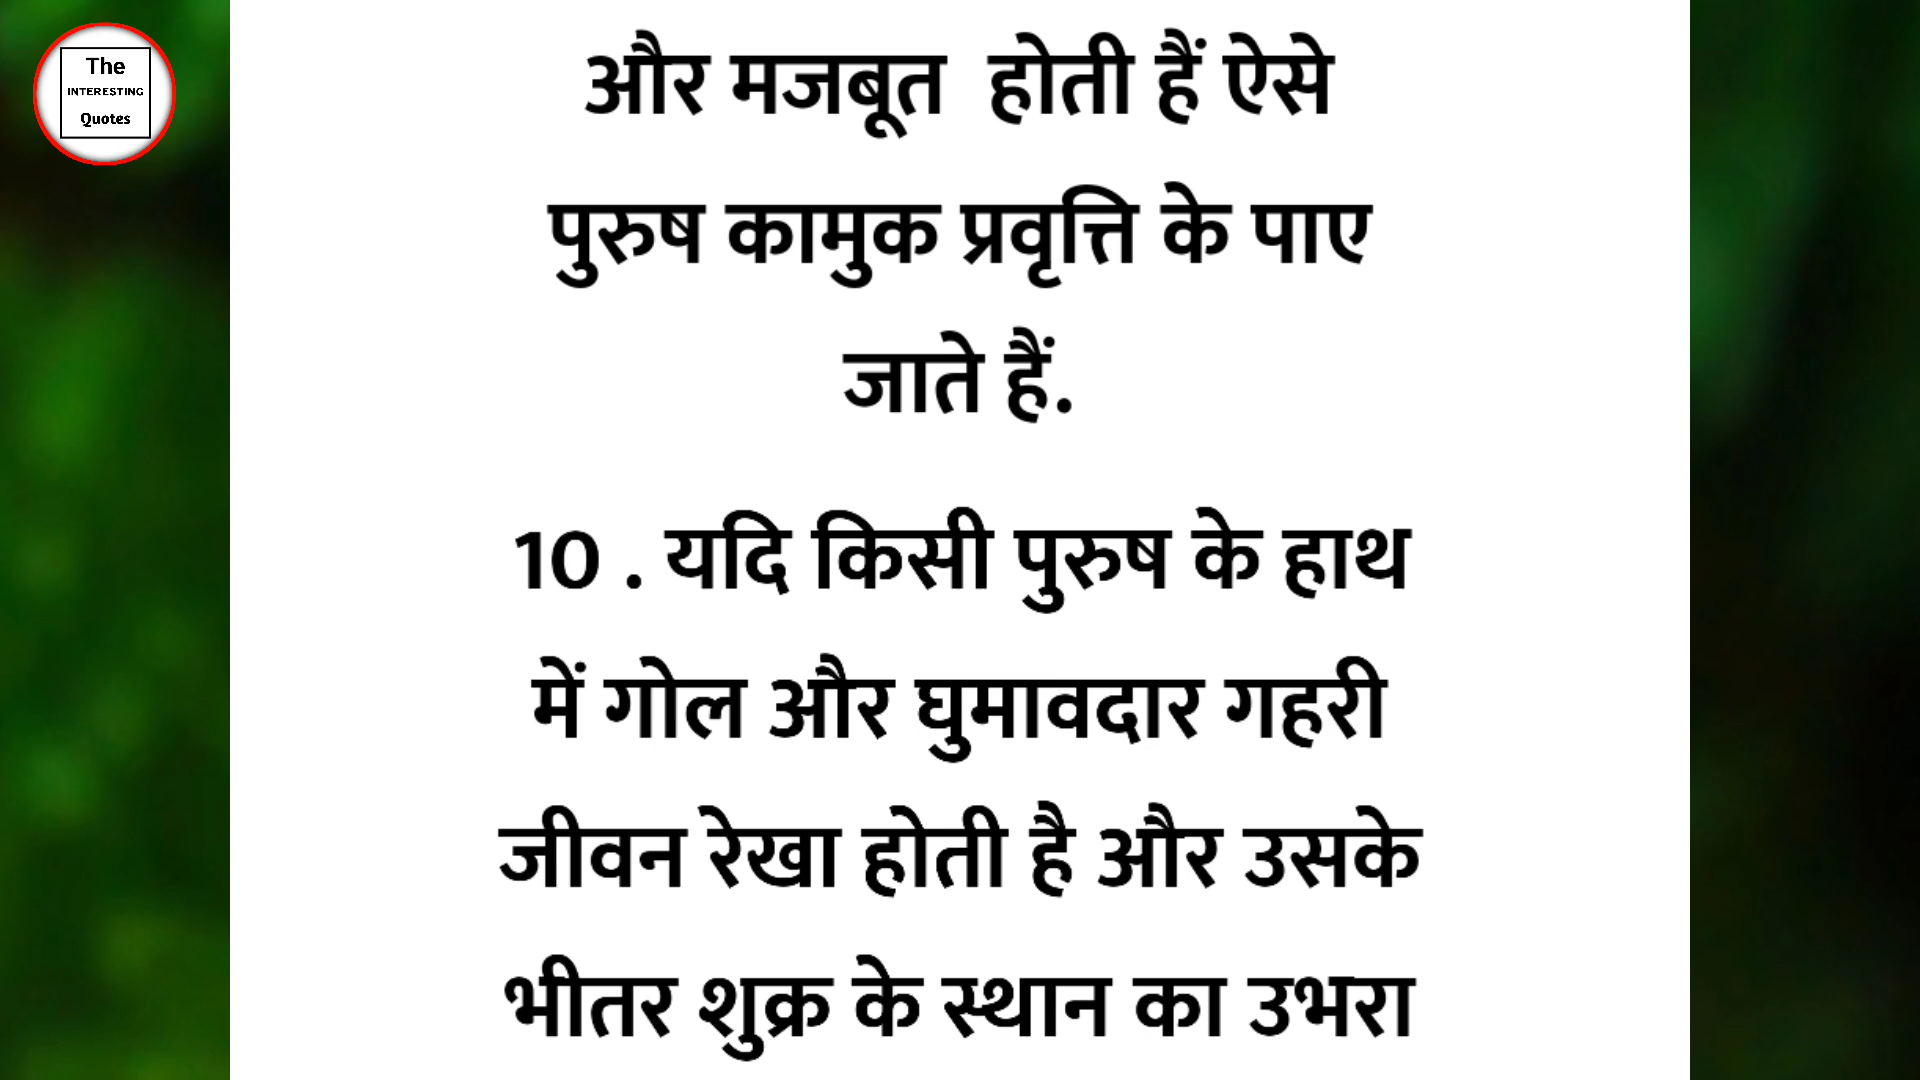 The
INTERESTING
Quotes
और मजबूत होती हैं ऐसे
पुरुष कामुक प्रवृत्ति के पाए
जाते हैं.
10 . यदि किसी पुरुष के हाथ
में गोल और घुमावदार गहरी
जीवन रेखा होती है और उसके
भीतर शुक्र के स्थान का उभरा